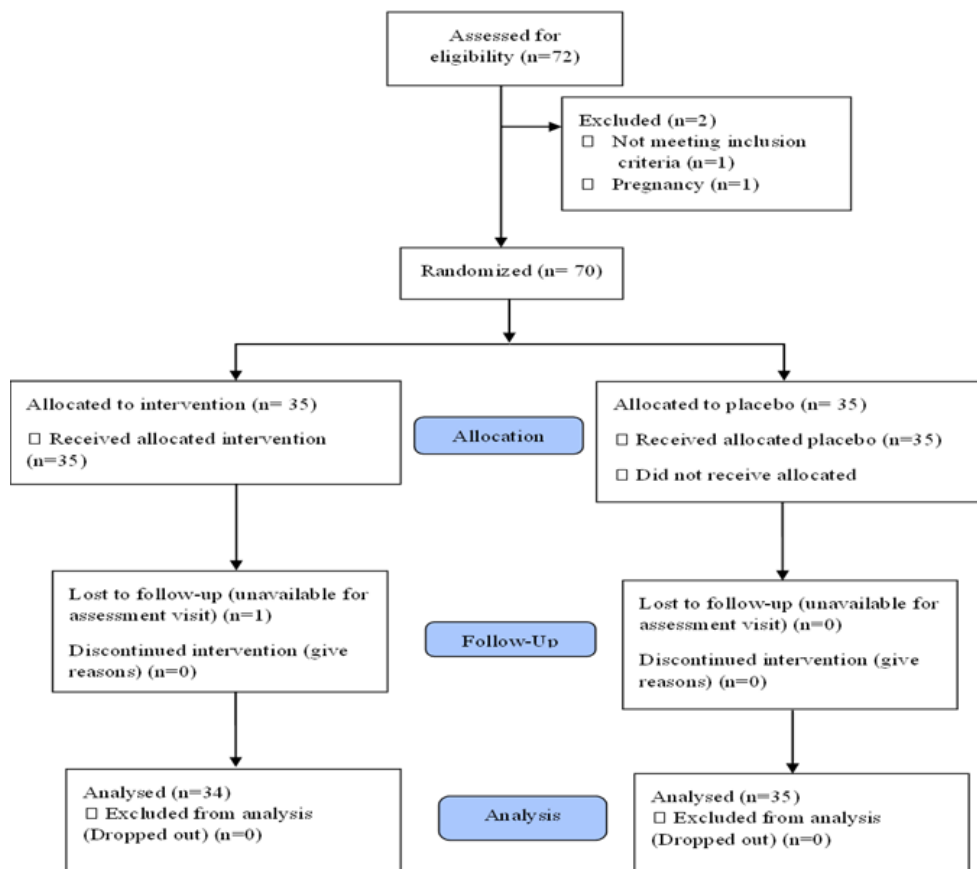 Assessed for
eligibility (n=72)
Excluded (n=2)
□ Not meeting inclusion
criteria (n=1)
□ Pregnancy (n=1)
Randomized (n= 70)
Allocated to intervention (n= 35)
□ Received allocated intervention
(n=35)
Allocation
Allocated to placebo (n= 35)
□ Received allocated placebo (n=35)
□ Did not receive allocated
Lost to follow-up (unavailable for
assessment visit) (n=1)
Discontinued intervention (give
reasons) (n=0)
Follow-Up
Lost to follow-up (unavailable for
assessment visit) (n=0)
Discontinued intervention (give
reasons) (n=0)
Analysed (n=34)
□ Excluded from analysis
(Dropped out) (n=0)
Analysis
Analysed (n=35)
□ Excluded from analysis
(Dropped out) (n=0)